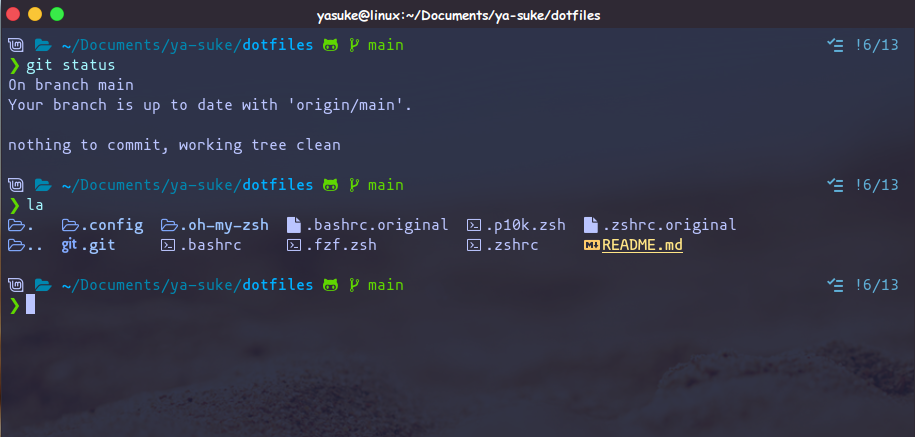 yasuke@linux:~/Documents/ya-suke/dotfiles
~/Documents/ya-suke/dotfiles main !6/13
❯ git status
On branch main
Your branch is up to date with 'origin/main'.
nothing to commit, working tree clean
~/Documents/ya-suke/dotfiles main !6/13
❯ la
. .config .oh-my-zsh .bashrc.original .p10k.zsh .zshrc.original
.. git .git .bashrc .fzf.zsh .zshrc README.md
~/Documents/ya-suke/dotfiles main !6/13
❯